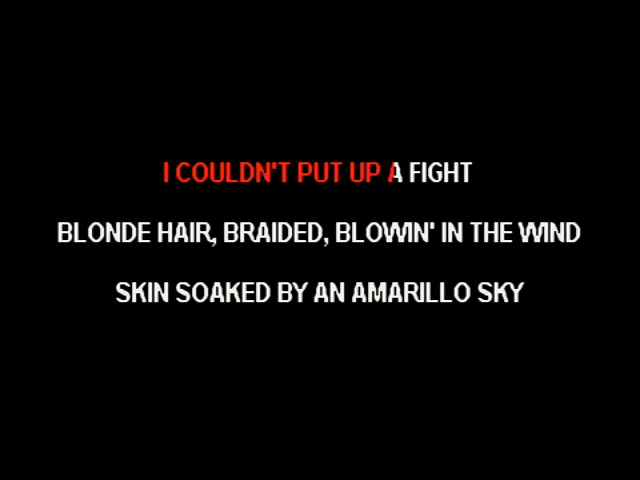 I COULDN'T PUT UP A FIGHT
BLONDE HAIR, BRAIDED, BLOWIN' IN THE WIND
SKIN SOAKED BY AN AMARILLO SKY